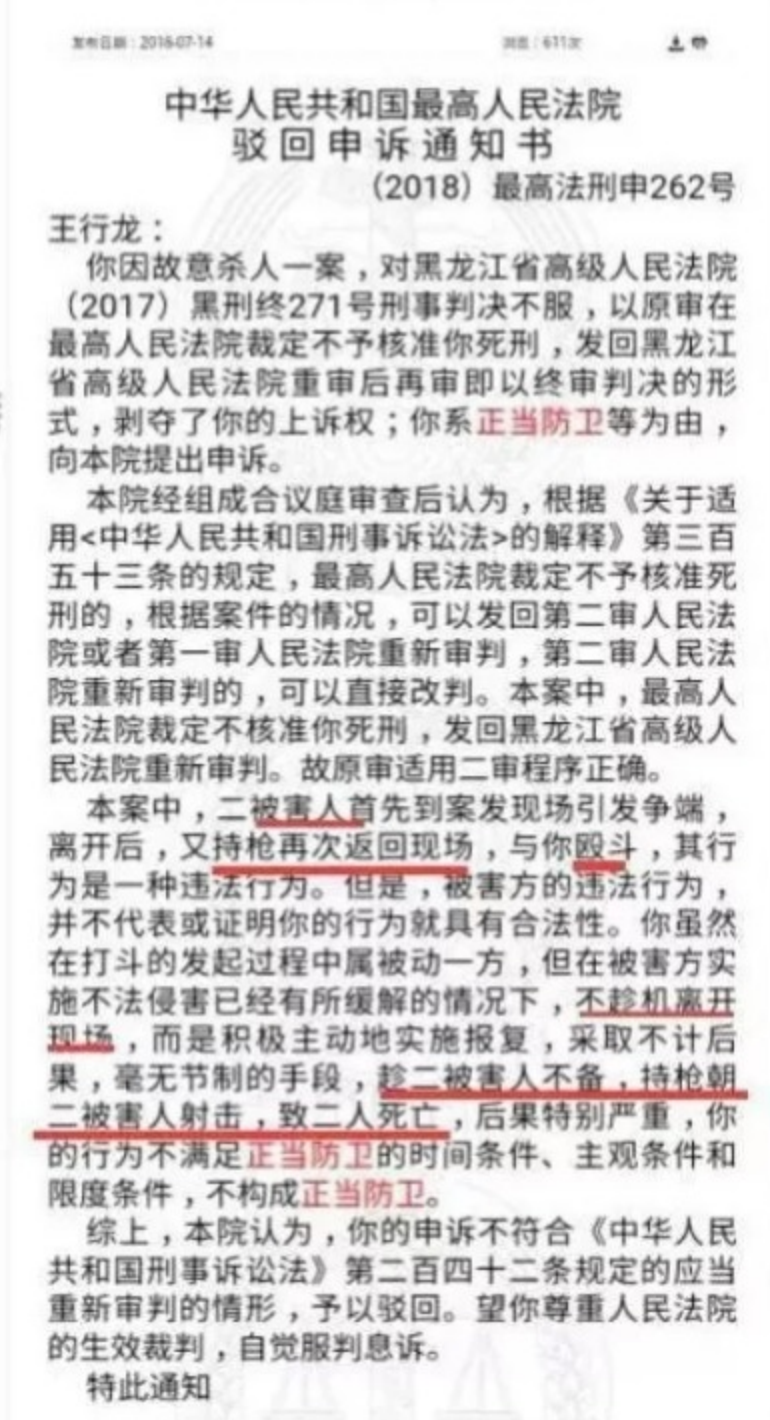 发布日期：2018-07-14 浏览：611次
中华人民共和国最高人民法院
驳回申诉通知书
（2018）最高法刑申262号
王行龙：
你因故意杀人一案，对黑龙江省高级人民法院
（2017）黑刑终271号刑事判决不服，以原审在
最高人民法院裁定不予核准你死刑，发回黑龙江
省高级人民法院重审后再审即以终审判决的形
式，剥夺了你的上诉权；你系正当防卫等为由，
向本院提出申诉。
本院经组成合议庭审查后认为，根据《关于适
用<中华人民共和国刑事诉讼法>的解释》第三百
五十三条的规定，最高人民法院裁定不予核准死
刑的，根据案件的情况，可以发回第二审人民法
院或者第一审人民法院重新审判，第二审人民法
院重新审判的，可以直接改判。本案中，最高人
民法院裁定不核准你死刑，发回黑龙江省高级人
民法院重新审判。故原审适用二审程序正确。
本案中，二被害人首先到案发现场引发争端，
离开后，又持枪再次返回现场，与你殴斗，其行
为是一种违法行为。但是，被害方的违法行为，
并不代表或证明你的行为就具有合法性。你虽然
在打斗的发起过程中属被动一方，但在被害方实
施不法侵害已经有所缓解的情况下，不趁机离开
现场，而是积极主动地实施报复，采取不计后
果，毫无节制的手段，趁二被害人不备，持枪朝
二被害人射击，致二人死亡，后果特别严重，你
的行为不满足正当防卫的时间条件、主观条件和
限度条件，不构成正当防卫。
综上，本院认为，你的申诉不符合《中华人民
共和国刑事诉讼法》第二百四十二条规定的应当
重新审判的情形，予以驳回。望你尊重人民法院
的生效裁判，自觉服判息诉。
特此通知